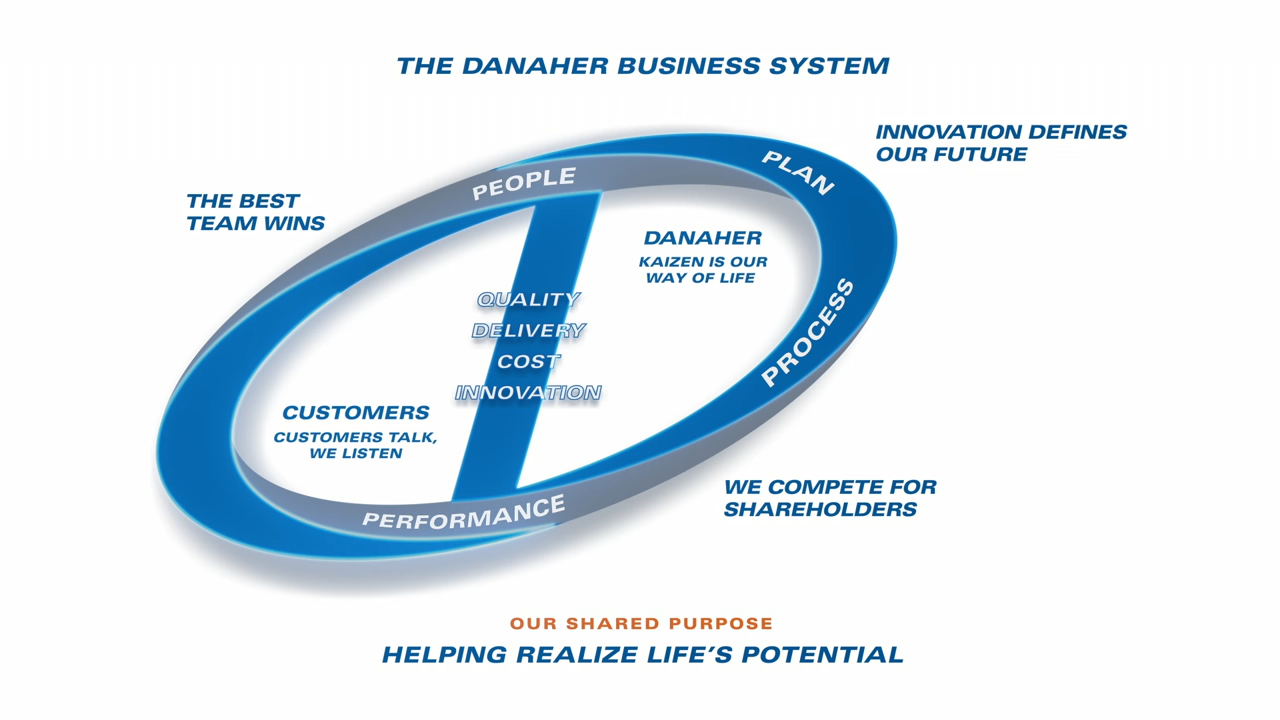 THE DANAHER BUSINESS SYSTEM
INNOVATION DEFINES
OUR FUTURE
THE BEST
TEAM WINS
PEOPLE
PLAN
PROCESS
PERFORMANCE
DANAHER
KAIZEN IS OUR
WAY OF LIFE
QUALITY
DELIVERY
COST
INNOVATION
CUSTOMERS
CUSTOMERS TALK,
WE LISTEN
WE COMPETE FOR
SHAREHOLDERS
OUR SHARED PURPOSE
HELPING REALIZE LIFE’S POTENTIAL